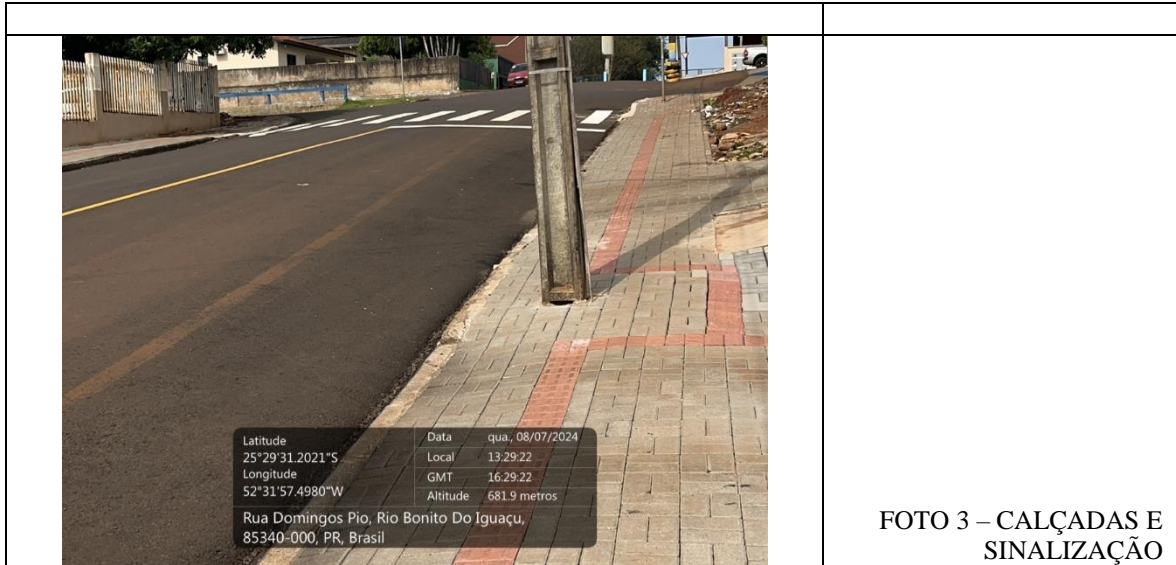 Latitude
25°29'31.2021"S
Longitude
52°31'57.4980"W
Data qua., 08/07/2024
Local 13:29:22
GMT 16:29:22
Altitude 681.9 metros
Rua Domingos Pio, Rio Bonito Do Iguaçu,
85340-000, PR, Brasil
FOTO 3 – CALÇADAS E
SINALIZAÇÃO